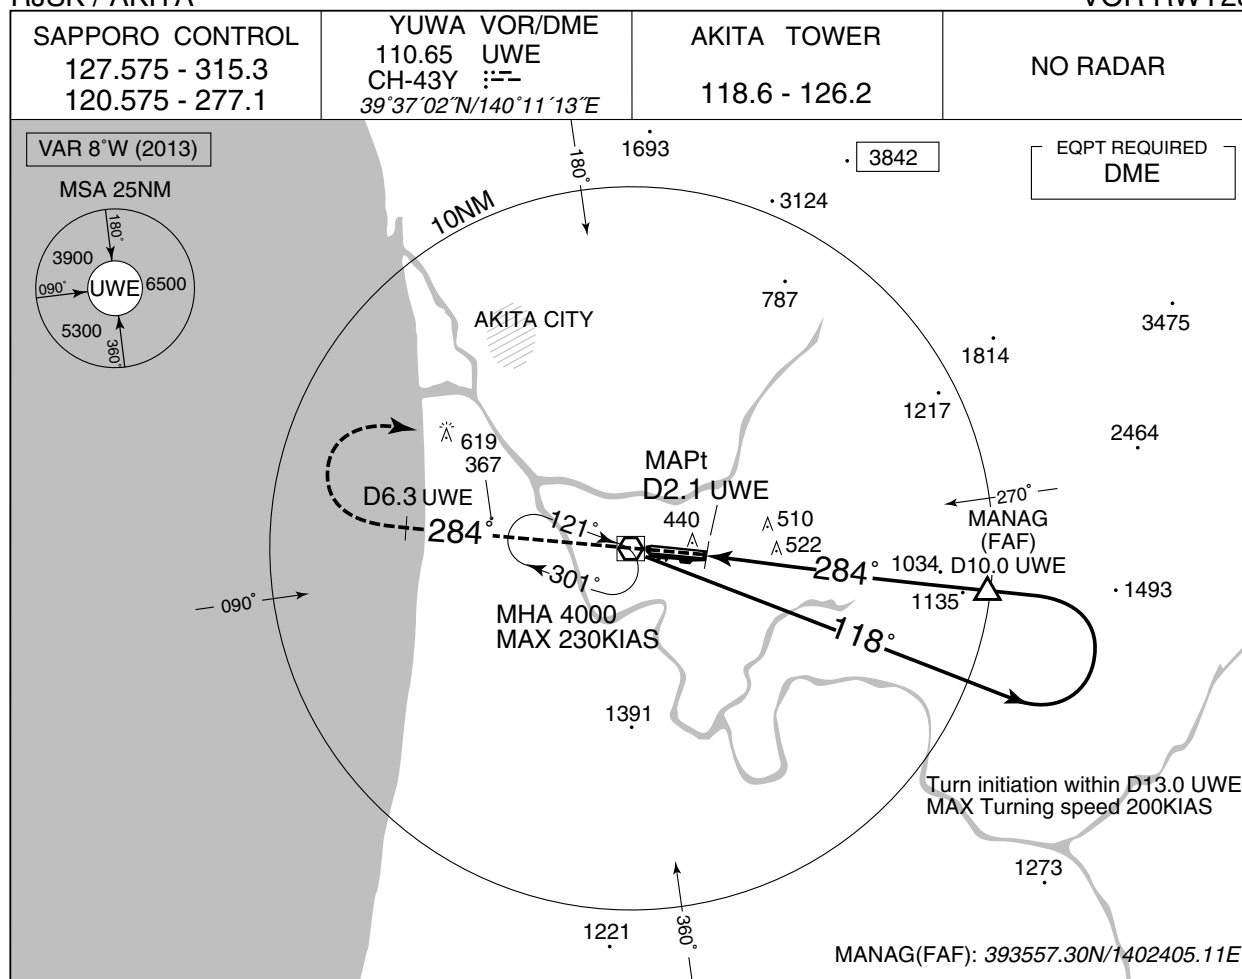 SAPPORO CONTROL
127.575 - 315.3
120.575 - 277.1
YUWA VOR/DME
110.65 UWE
CH-43Y
39°37´02˝N/140°11´13˝E
AKITA TOWER
118.6 - 126.2
NO RADAR
VAR 8°W (2013)
MSA 25NM
180°
3900
090°
UWE
6500
5300
360°
180°
1693
3842
EQPT REQUIRED
DME
10NM
3124
787
AKITA CITY
3475
1814
1217
2464
619
367
MAPt
D2.1 UWE
D6.3 UWE
270°
MANAG
(FAF)
D10.0 UWE
440
510
522
284°
121°
301°
284°
1034
1135
1493
090°
MHA 4000
MAX 230KIAS
118°
1391
Turn initiation within D13.0 UWE
MAX Turning speed 200KIAS
1273
360°
1221
MANAG(FAF): 393557.30N/1402405.11E